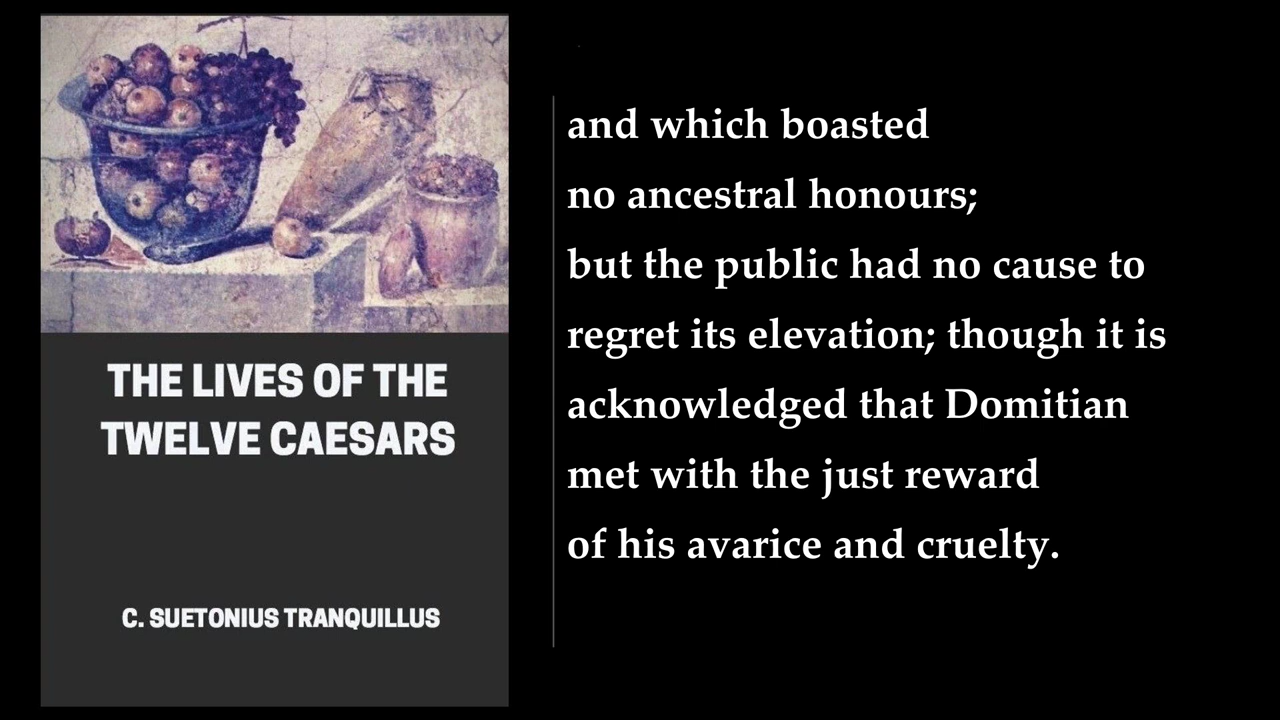 THE LIVES OF THE
TWELVE CAESARS
C. SUETONIUS TRANQUILLUS
and which boasted
no ancestral honours;
but the public had no cause to
regret its elevation; though it is
acknowledged that Domitian
met with the just reward
of his avarice and cruelty.